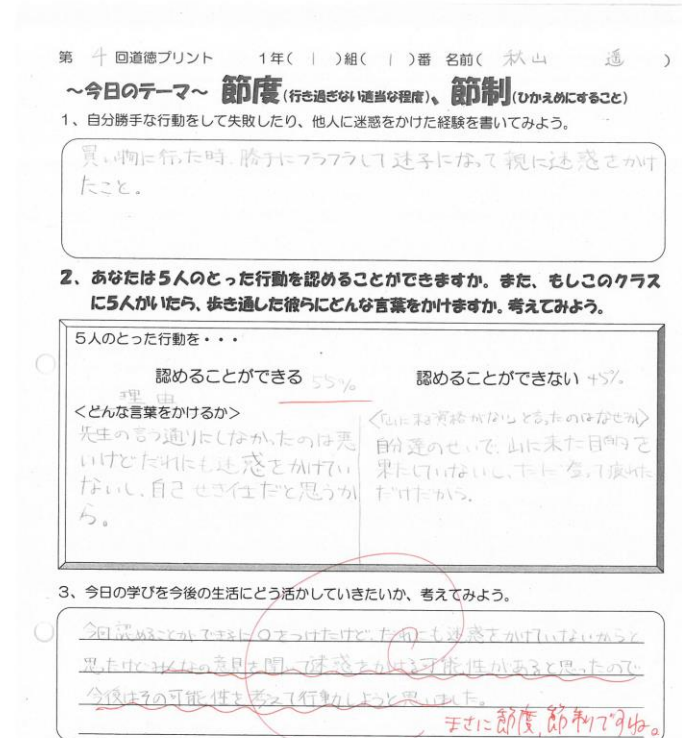 第 4 回道徳プリント 1年( 1 )組( 1 )番 名前( 秋山 遥 )
~今日のテーマ~ 節度(行き過ぎない適当な程度)、節制(ひかえめにすること)
1、自分勝手な行動をして失敗したり、他人に迷惑をかけた経験を書いてみよう。
買い物に行った時、勝手にフラフラして迷子になって親に迷惑をかけ
たこと。
2、あなたは5人のとった行動を認めることができますか。また、もしこのクラス
に5人がいたら、歩き通した彼らにどんな言葉をかけますか。考えてみよう。
5人のとった行動を・・・
認めることができる 55% 認めることができない 45%
理由
<どんな言葉をかけるか>
先生の言う通りにしなかったのは悪
いけどだれにも迷惑をかけてい
ないし、自己せき任だと思うか
ら。
<山に来る資格がないと言ったのはなぜか>
自分達のせいで、山に来た目的を
果たしていないし、ただ登って疲れた
だけだから。
3、今日の学びを今後の生活にどう活かしていきたいか、考えてみよう。
今回認めることができるに○をつけたけど、だれにも迷惑をかけていないからと
思ったけどみんなの意見を聞いて迷惑をかける可能性があると思ったので
今後はその可能性を考えて行動しようと思いました。
まさに節度、節制ですね。